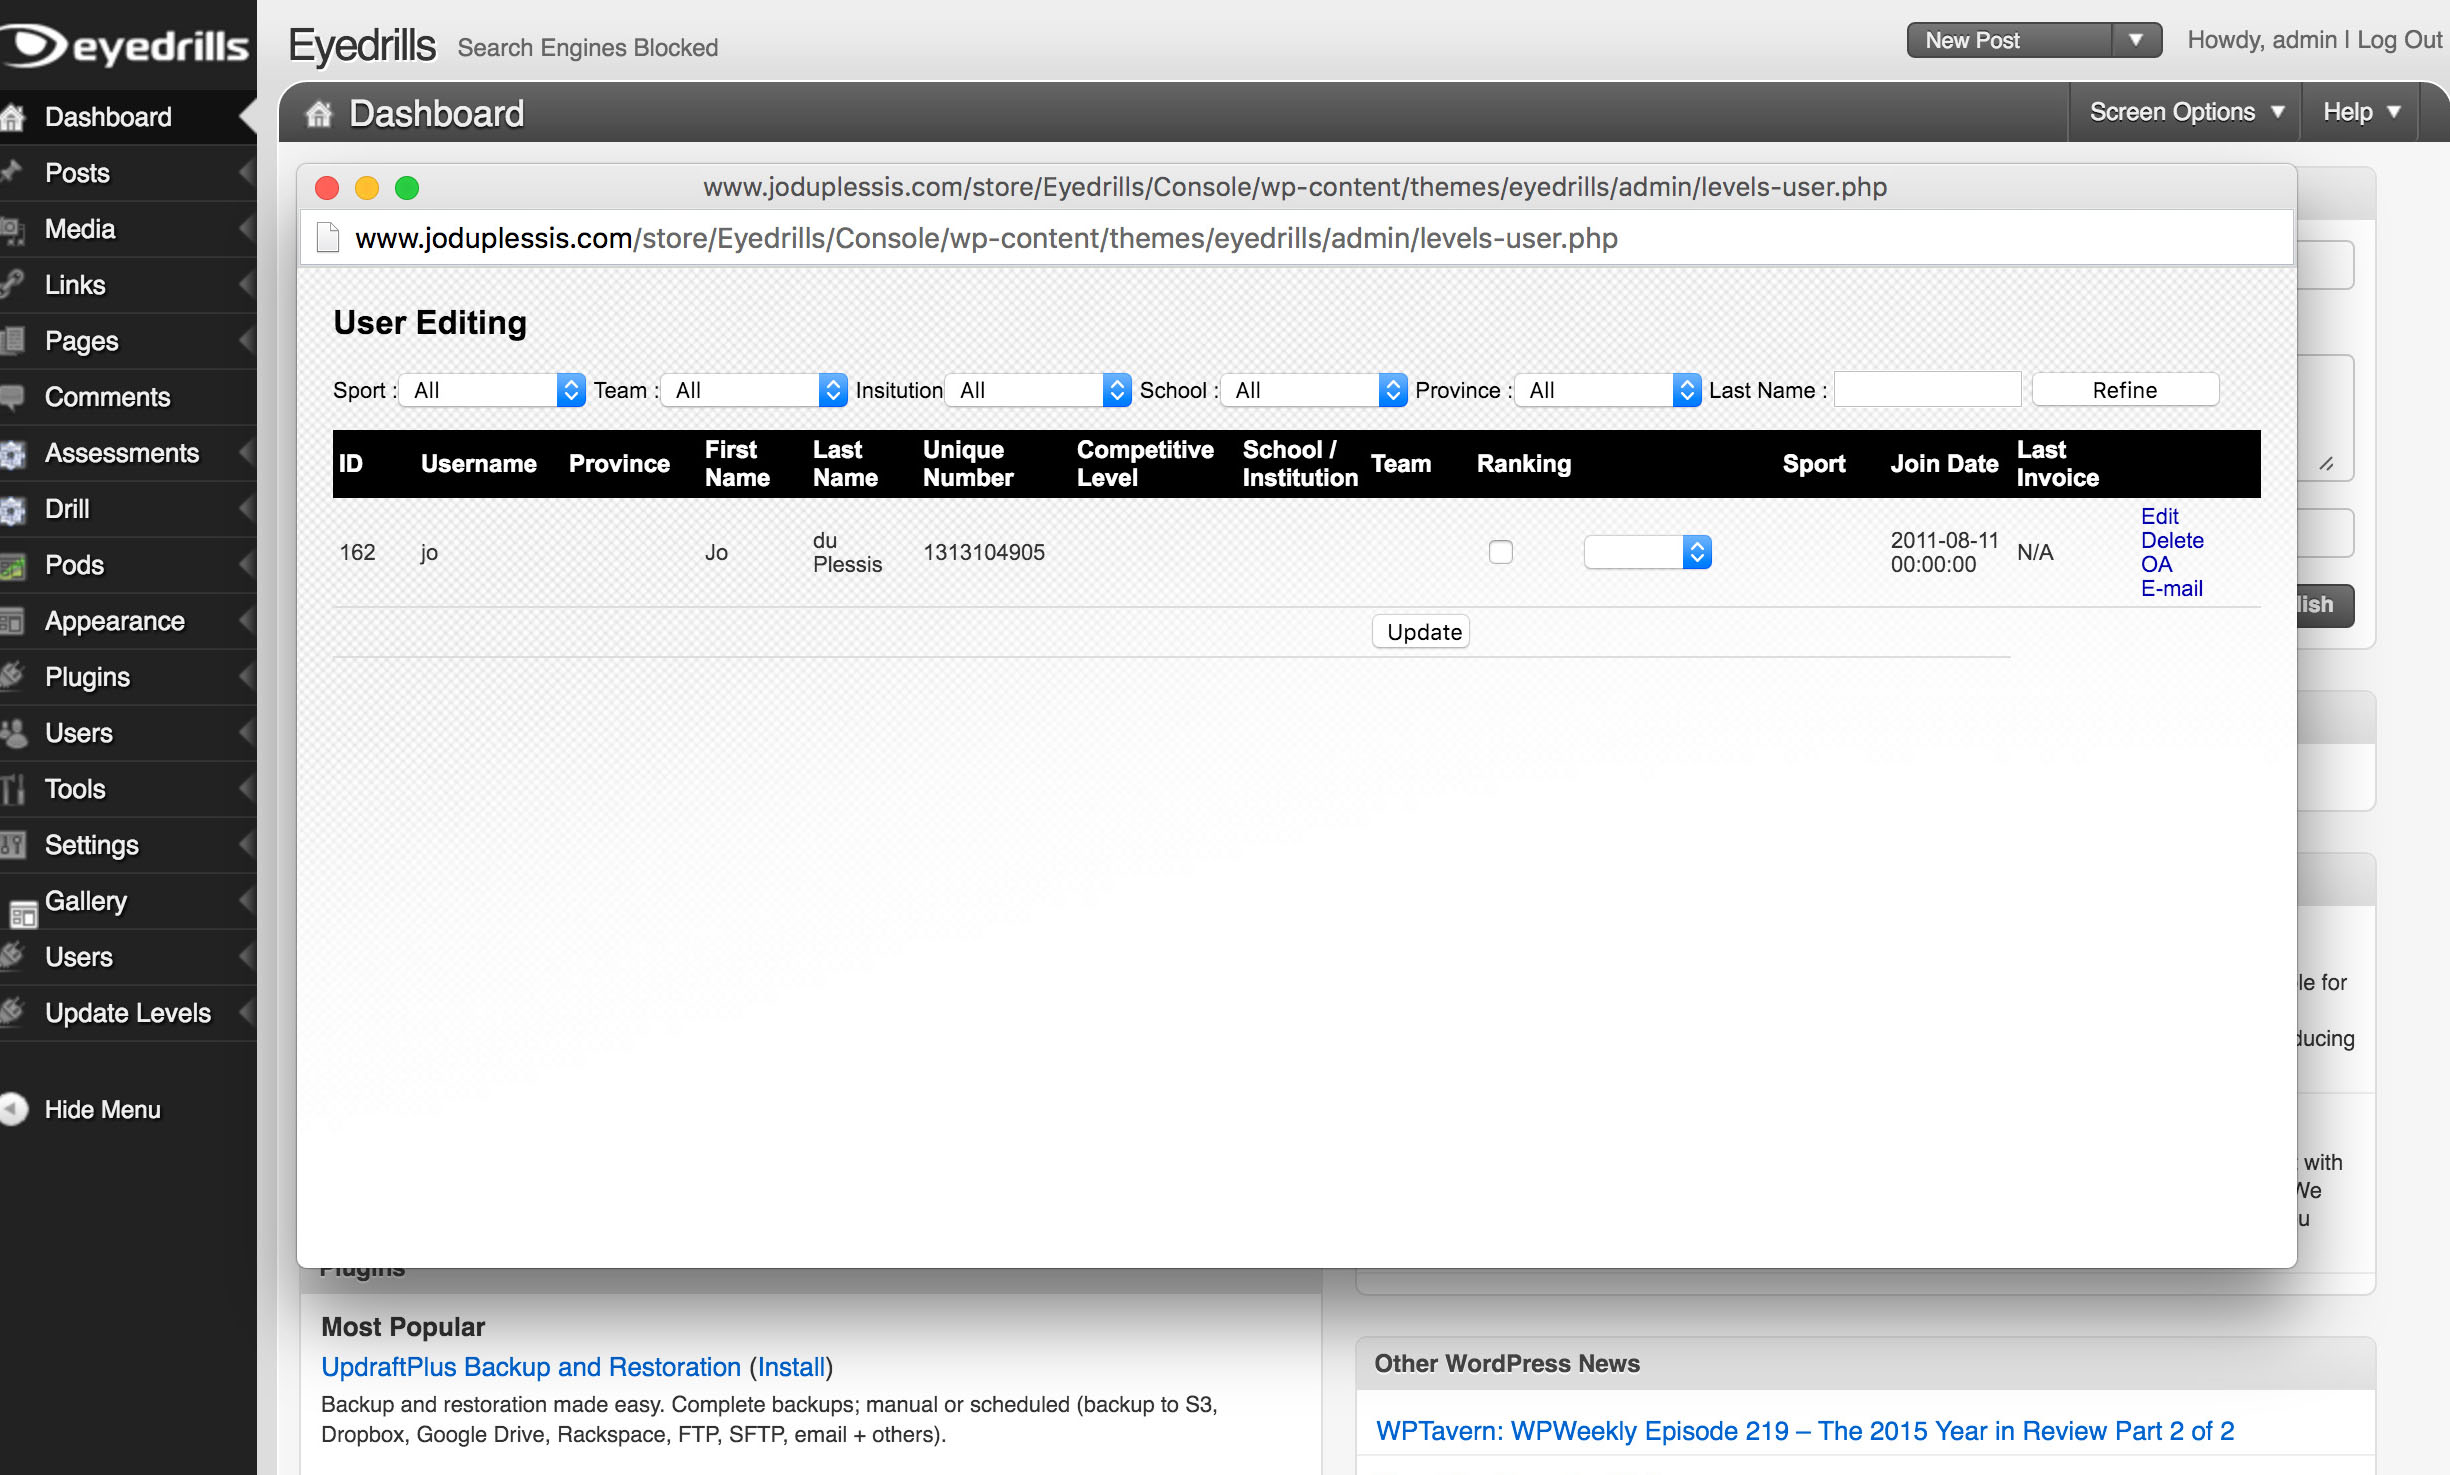 eyedrills
Eyedrills Search Engines Blocked
New Post
Howdy, admin | Log Out
Dashboard
Screen Options
Help
Dashboard
Posts
Media
Links
Pages
Comments
Assessments
Drill
Pods
Appearance
Plugins
Users
Tools
Settings
Gallery
Users
Update Levels
Hide Menu
www.joduplessis.com/store/Eyedrills/Console/wp-content/themes/eyedrills/admin/levels-user.php
www.joduplessis.com/store/Eyedrills/Console/wp-content/themes/eyedrills/admin/levels-user.php
User Editing
Sport : All Team : All Insitution All School : All Province : All Last Name : Refine
ID Username Province First Name Last Name Unique Number Competitive Level School / Institution Team Ranking Sport Join Date Last Invoice
162 jo Jo du Plessis 1313104905 2011-08-11 00:00:00 N/A
Edit
Delete
OA
E-mail
Update
lish
le for
ducing
with
We
u
Plugins
Most Popular
UpdraftPlus Backup and Restoration (Install)
Backup and restoration made easy. Complete backups; manual or scheduled (backup to S3,
Dropbox, Google Drive, Rackspace, FTP, SFTP, email + others).
Other WordPress News
WPTavern: WPWeekly Episode 219 – The 2015 Year in Review Part 2 of 2